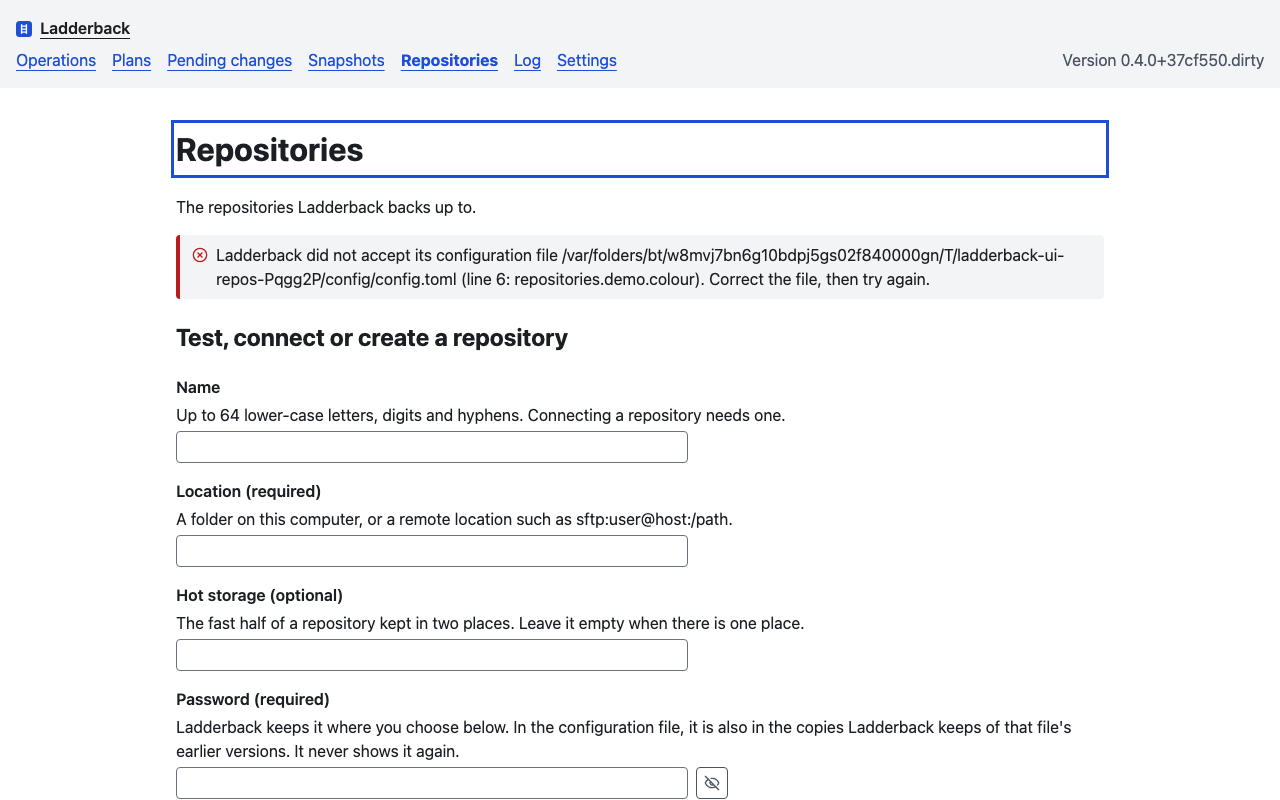 Ladderback
Operations Plans Pending changes Snapshots Repositories Log Settings Version 0.4.0+37cf550.dirty
Repositories
The repositories Ladderback backs up to.
Ladderback did not accept its configuration file /var/folders/bt/w8mvj7bn6g10bdpj5gs02f840000gn/T/ladderback-ui-
repos-Pqgg2P/config/config.toml (line 6: repositories.demo.colour). Correct the file, then try again.
Test, connect or create a repository
Name
Up to 64 lower-case letters, digits and hyphens. Connecting a repository needs one.
Location (required)
A folder on this computer, or a remote location such as sftp:user@host:/path.
Hot storage (optional)
The fast half of a repository kept in two places. Leave it empty when there is one place.
Password (required)
Ladderback keeps it where you choose below. In the configuration file, it is also in the copies Ladderback keeps of that file's
earlier versions. It never shows it again.